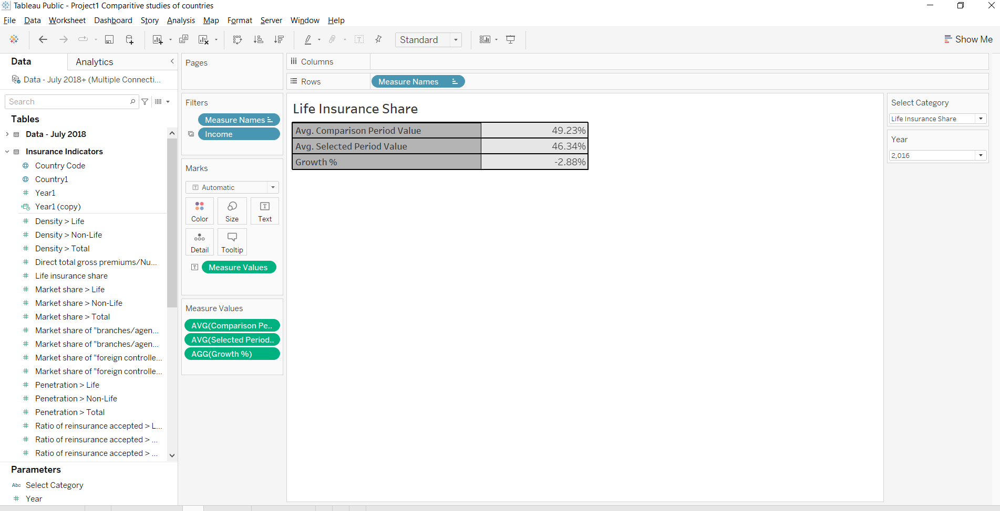 Tableau Public - Project1 Comparitive studies of countries
File Data Worksheet Dashboard Story Analysis Map Format Server Window Help
Standard
Show Me
Data
Analytics
Data - July 2018+ (Multiple Connecti...
Search
Tables
Data - July 2018
Insurance Indicators
Country Code
Country1
Year1
Year1 (copy)
Density > Life
Density > Non-Life
Density > Total
Direct total gross premiums/Nu...
Life insurance share
Market share > Life
Market share > Non-Life
Market share > Total
Market share of "branches/agen...
Market share of "branches/agen...
Market share of "foreign controlle...
Market share of "foreign controlle...
Penetration > Life
Penetration > Non-Life
Penetration > Total
Ratio of reinsurance accepted > L...
Ratio of reinsurance accepted > ...
Ratio of reinsurance accepted > ...
Parameters
Abc Select Category
Year
Pages
Filters
Measure Names
Income
Marks
Automatic
Color Size Text
Detail Tooltip
Measure Values
Measure Values
AVG(Comparison Pe..
AVG(Selected Period..
AGG(Growth %)
Columns
Rows
Measure Names
Life Insurance Share
Avg. Comparison Period Value 49.23%
Avg. Selected Period Value 46.34%
Growth % -2.88%
Select Category
Life Insurance Share
Year
2,016